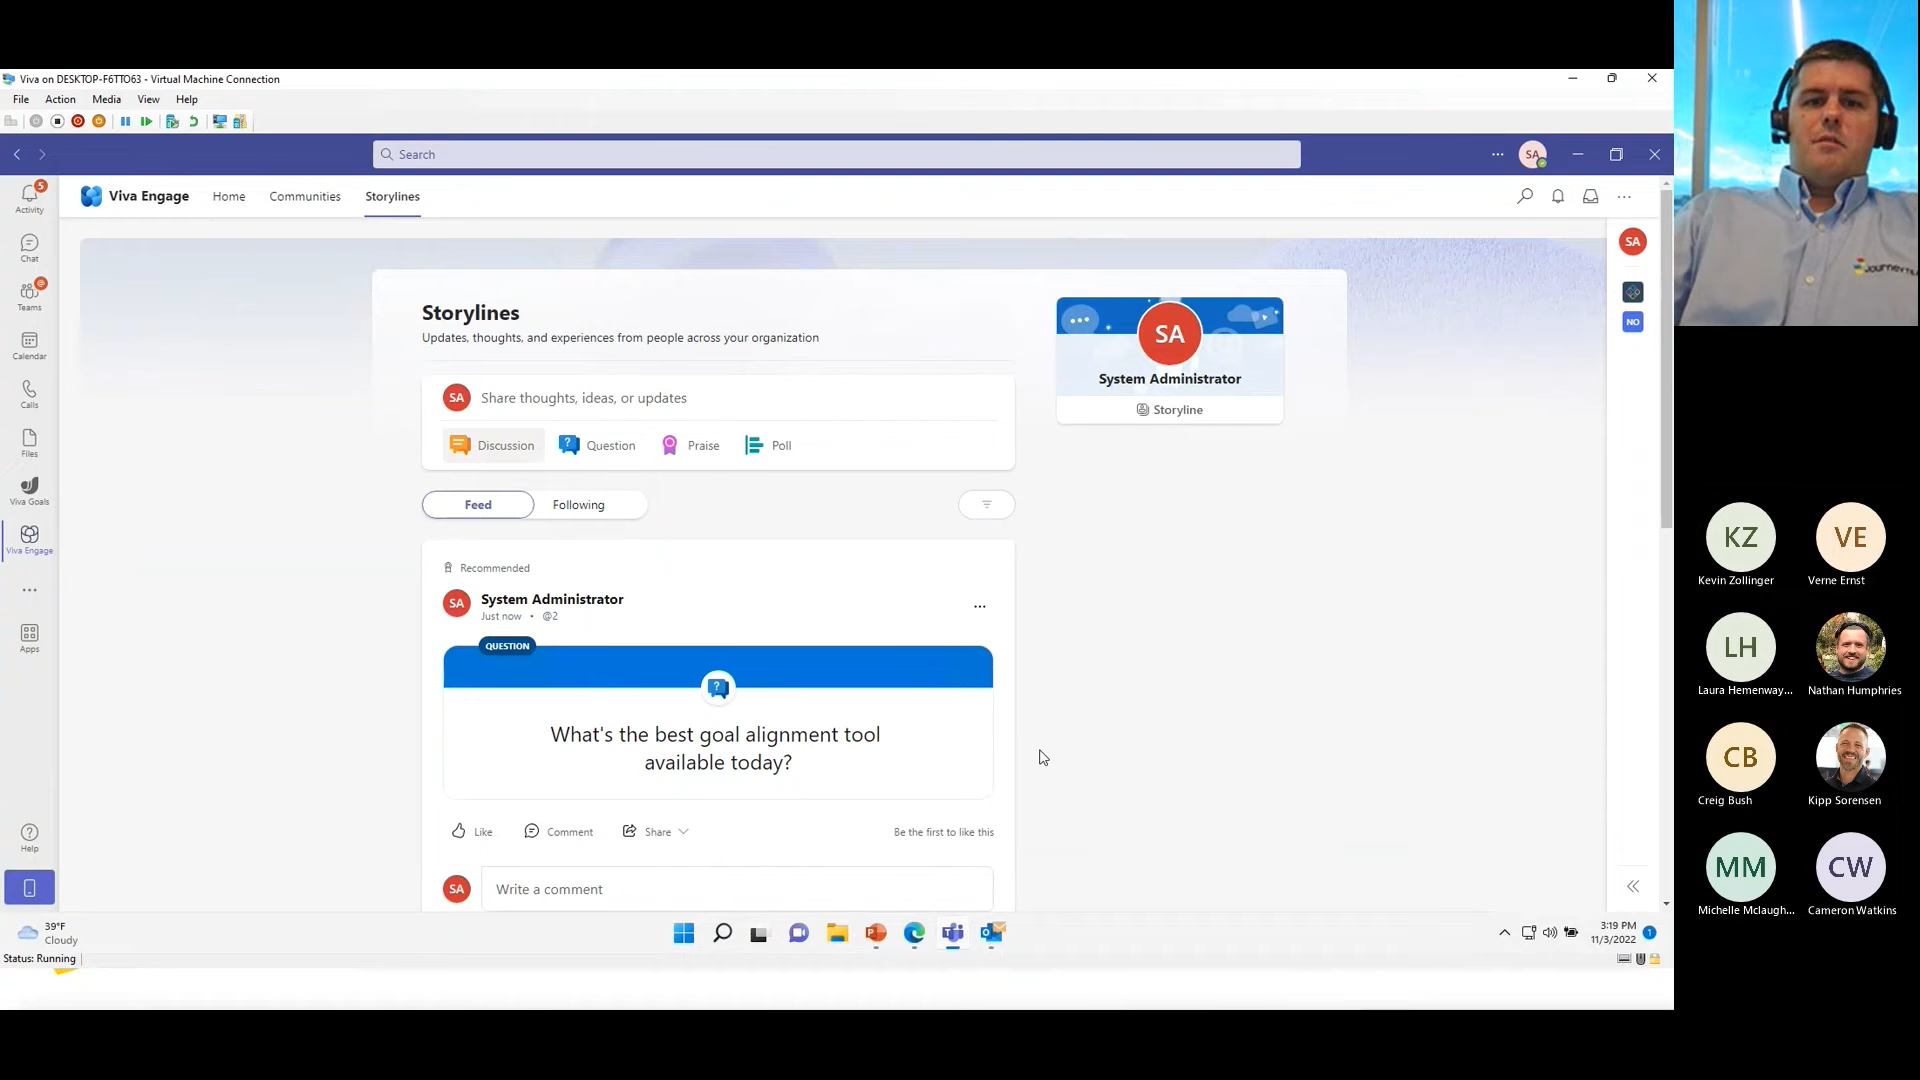 Viva on DESKTOP-F6TTO63 - Virtual Machine Connection
File Action Media View Help
Search
SA
Activity
5
Chat
Teams
Calendar
Calls
Files
Viva Goals
Viva Engage
Apps
Help
Viva Engage Home Communities Storylines
Storylines
Updates, thoughts, and experiences from people across your organization
SA Share thoughts, ideas, or updates
Discussion Question Praise Poll
Feed Following
Recommended
SA System Administrator
Just now • @2
QUESTION
What's the best goal alignment tool
available today?
Like Comment Share Be the first to like this
SA Write a comment
SA
System Administrator
Storyline
SA
NO
39°F
Cloudy
3:19 PM
11/3/2022
1
Status: Running
KZ VE
Kevin Zollinger Verne Ernst
LH
Laura Hemenway... Nathan Humphries
CB
Creig Bush Kipp Sorensen
MM CW
Michelle Mclaugh... Cameron Watkins